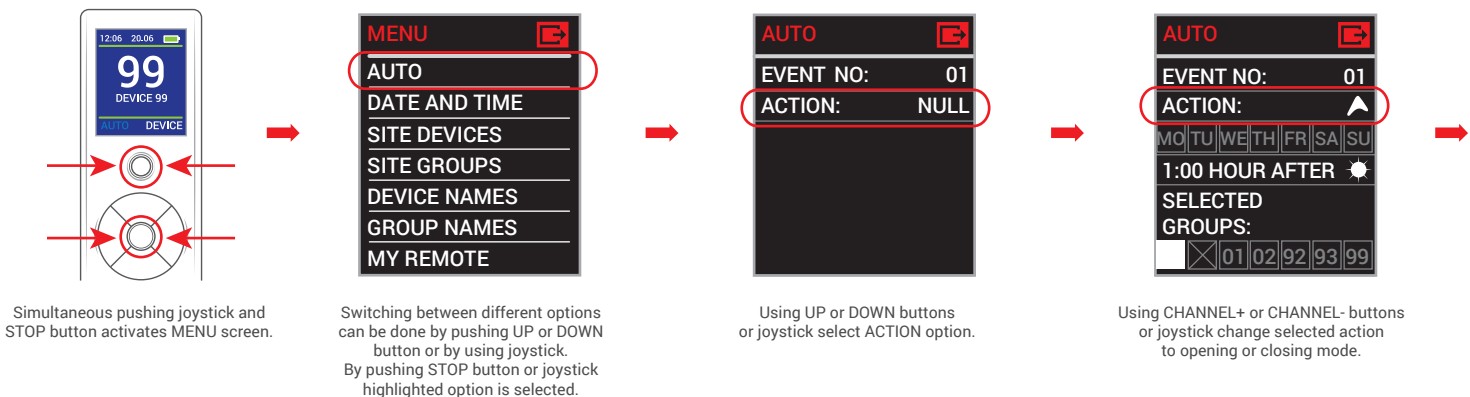 12:06 20.06
99
DEVICE 99
AUTO DEVICE
Simultaneous pushing joystick and
STOP button activates MENU screen.
MENU
AUTO
DATE AND TIME
SITE DEVICES
SITE GROUPS
DEVICE NAMES
GROUP NAMES
MY REMOTE
Switching between different options
can be done by pushing UP or DOWN
button or by using joystick.
By pushing STOP button or joystick
highlighted option is selected.
AUTO
EVENT NO: 01
ACTION: NULL
Using UP or DOWN buttons
or joystick select ACTION option.
AUTO
EVENT NO: 01
ACTION:
MO TU WE TH FR SA SU
1:00 HOUR AFTER
SELECTED
GROUPS:
01 02 92 93 99
Using CHANNEL+ or CHANNEL- buttons
or joystick change selected action
to opening or closing mode.